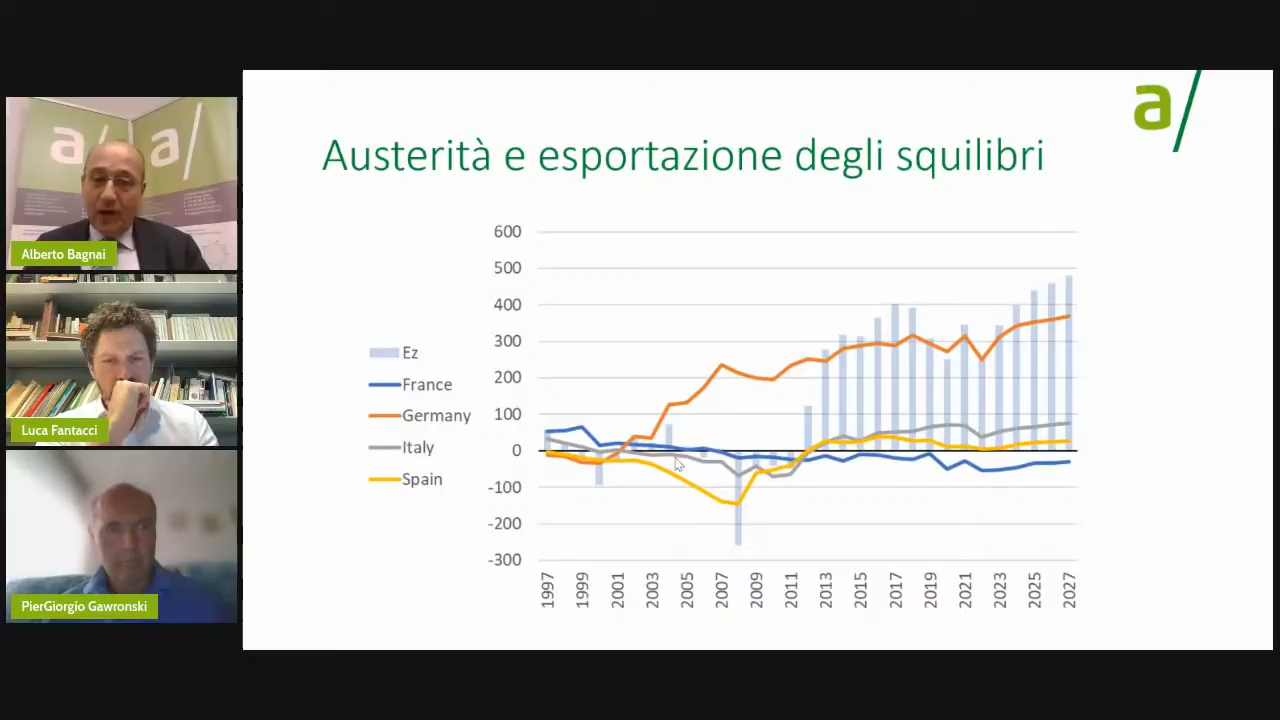 a/
a/
Alberto Bagnai
Luca Fantacci
PierGiorgio Gawronski
a/
Austerità e esportazione degli squilibri
600
500
400
300
200
100
0
-100
-200
-300
Ez
France
Germany
Italy
Spain
1997
1999
2001
2003
2005
2007
2009
2011
2013
2015
2017
2019
2021
2023
2025
2027